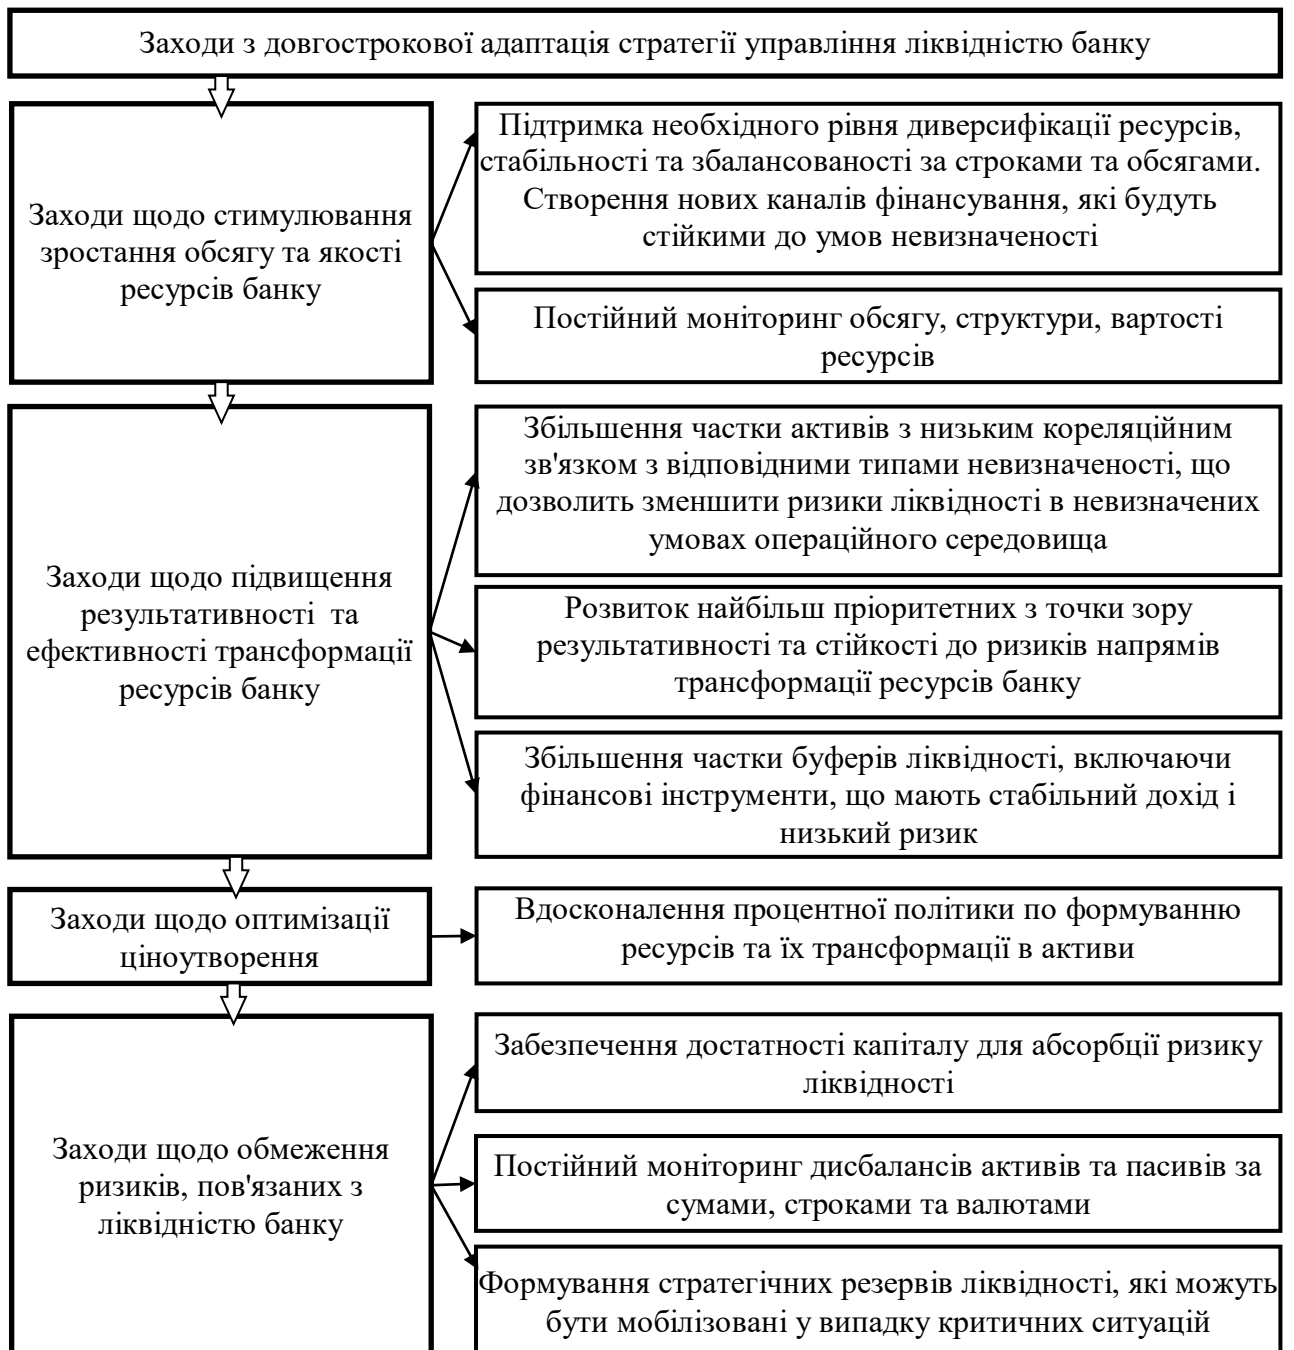 Заходи з довгострокової адаптація стратегії управління ліквідністю банку
Заходи щодо стимулювання
зростання обсягу та якості
ресурсів банку
Підтримка необхідного рівня диверсифікації ресурсів,
стабільності та збалансованості за строками та обсягами.
Створення нових каналів фінансування, які будуть
стійкими до умов невизначеності
Постійний моніторинг обсягу, структури, вартості
ресурсів
Заходи щодо підвищення
результативності та
ефективності трансформації
ресурсів банку
Збільшення частки активів з низьким кореляційним
зв'язком з відповідними типами невизначеності, що
дозволить зменшити ризики ліквідності в невизначених
умовах операційного середовища
Розвиток найбільш пріоритетних з точки зору
результативності та стійкості до ризиків напрямів
трансформації ресурсів банку
Збільшення частки буферів ліквідності, включаючи
фінансові інструменти, що мають стабільний дохід і
низький ризик
Заходи щодо оптимізації
ціноутворення
Вдосконалення процентної політики по формуванню
ресурсів та їх трансформації в активи
Заходи щодо обмеження
ризиків, пов'язаних з
ліквідністю банку
Забезпечення достатності капіталу для абсорбції ризику
ліквідності
Постійний моніторинг дисбалансів активів та пасивів за
сумами, строками та валютами
Формування стратегічних резервів ліквідності, які можуть
бути мобілізовані у випадку критичних ситуацій